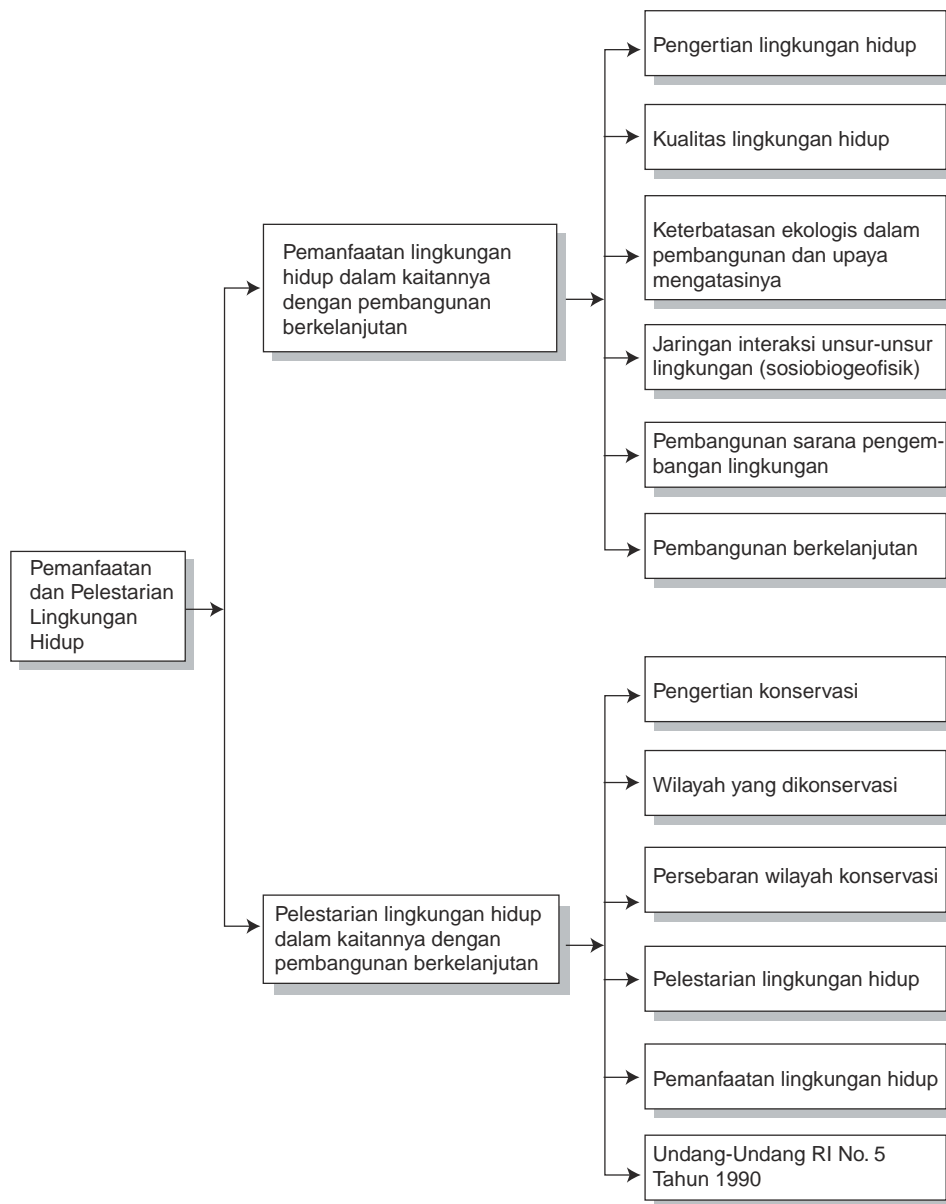 Pemanfaatan
dan Pelestarian
Lingkungan
Hidup
Pemanfaatan lingkungan
hidup dalam kaitannya
dengan pembangunan
berkelanjutan
Pengertian lingkungan hidup
Kualitas lingkungan hidup
Keterbatasan ekologis dalam
pembangunan dan upaya
mengatasinya
Jaringan interaksi unsur-unsur
lingkungan (sosiobiogeofisik)
Pembangunan sarana pengem-
bangan lingkungan
Pembangunan berkelanjutan
Pelestarian lingkungan hidup
dalam kaitannya dengan
pembangunan berkelanjutan
Pengertian konservasi
Wilayah yang dikonservasi
Persebaran wilayah konservasi
Pelestarian lingkungan hidup
Pemanfaatan lingkungan hidup
Undang-Undang RI No. 5
Tahun 1990